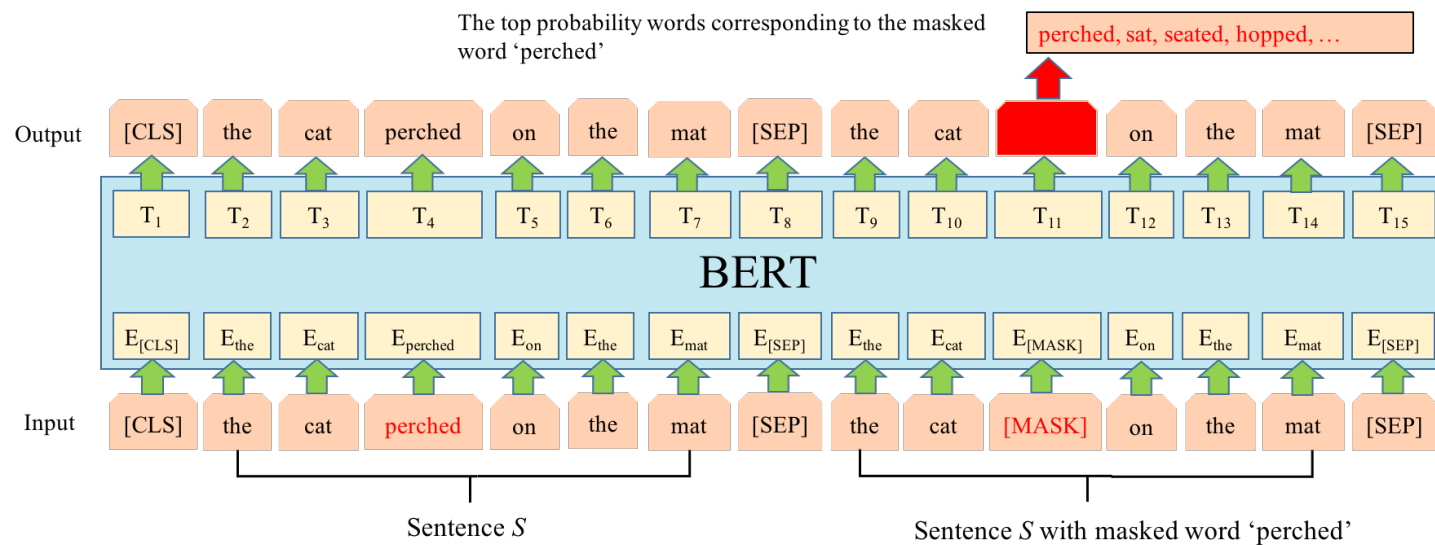 The top probability words corresponding to the masked
word ‘perched’
perched, sat, seated, hopped, …
Output [CLS] the cat perched on the mat [SEP] the cat on the mat [SEP]
T1 T2 T3 T4 T5 T6 T7 T8 T9 T10 T11 T12 T13 T14 T15
BERT
E[CLS] Ethe Ecat Eperched Eon Ethe Emat E[SEP] Ethe Ecat E[MASK] Eon Ethe Emat E[SEP]
Input [CLS] the cat perched on the mat [SEP] the cat [MASK] on the mat [SEP]
Sentence S
Sentence S with masked word ‘perched’